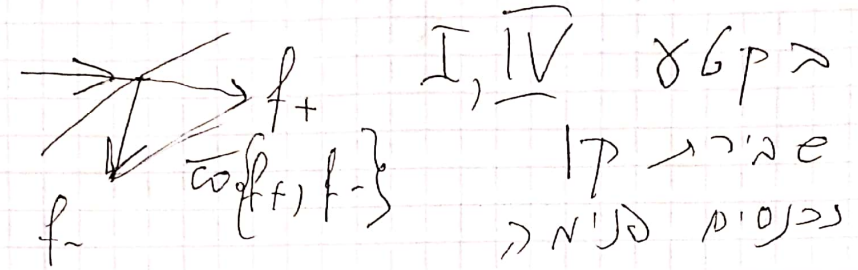 בקטע I, IV
שבירת קו
נכנסים פנימה
f+
co{f+, f-}
f-